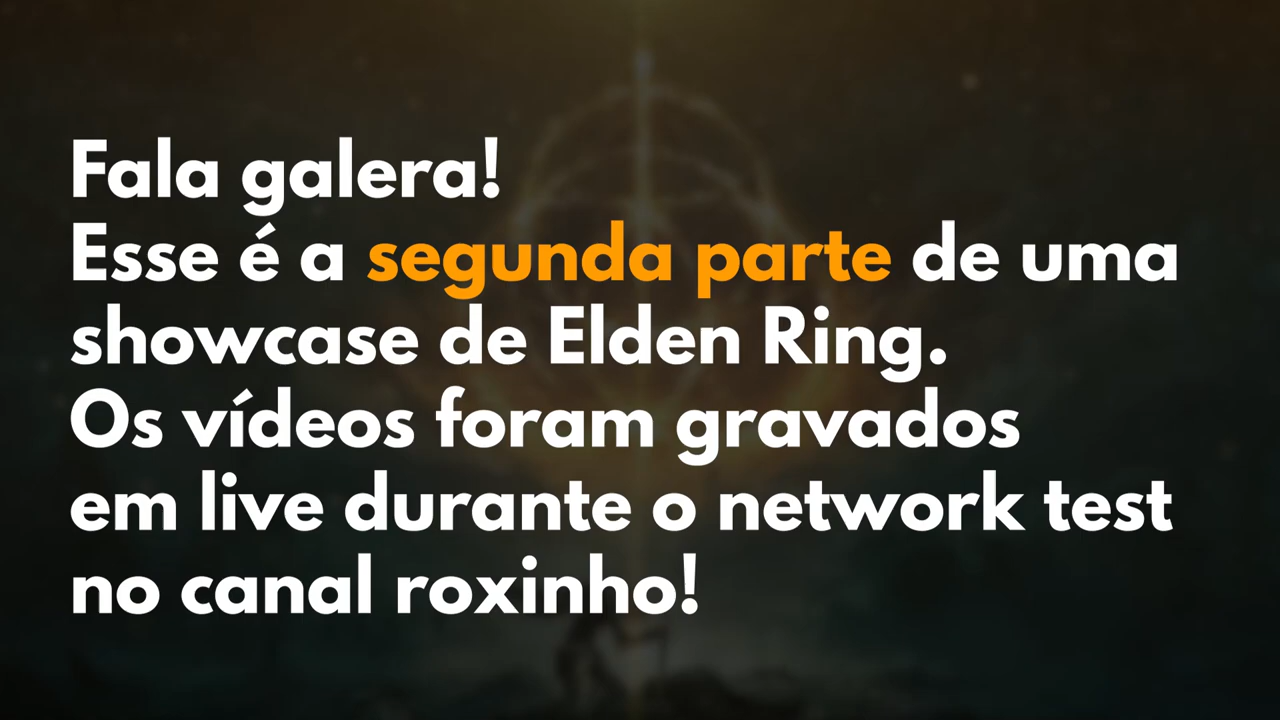 Fala galera!
Esse é a segunda parte de uma
showcase de Elden Ring.
Os vídeos foram gravados
em live durante o network test
no canal roxinho!